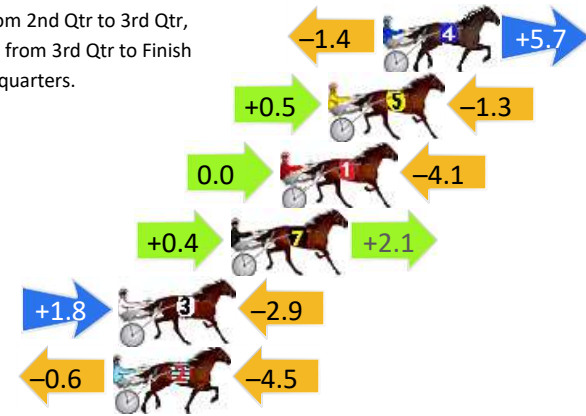 om 2nd Qtr to 3rd Qtr,
from 3rd Qtr to Finish
quarters.
–1.4 4 +5.7
+0.5 5 –1.3
0.0 1 –4.1
+0.4 7 +2.1
+1.8 3 –2.9
–0.6 2 –4.5